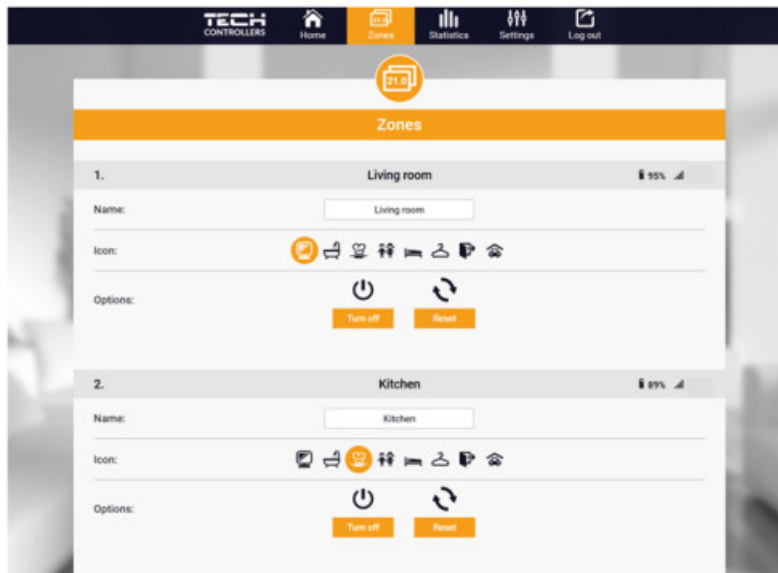 TECH
CONTROLLERS
Home
Zones
Statistics
Settings
Log out
21.0
Zones
1. Living room 95%
Name: Living room
Icon:
Options:
Turn off Reset
2. Kitchen 89%
Name: Kitchen
Icon:
Options:
Turn off Reset